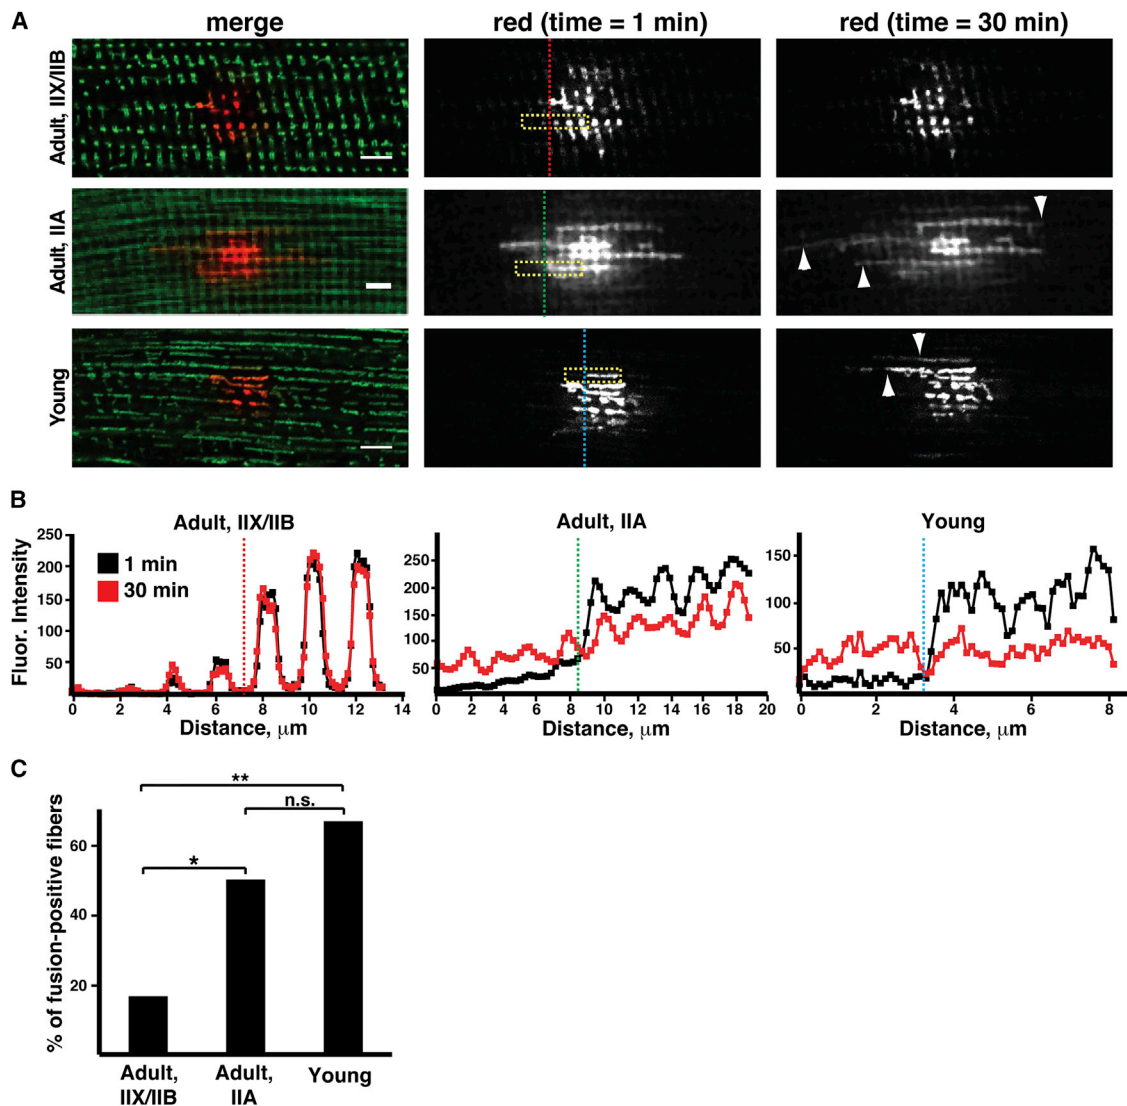 A
merge
red (time = 1 min)
red (time = 30 min)
Adult, IIX/IIB
Adult, IIA
Young
B
Adult, IIX/IIB
Adult, IIA
Young
Fluor. Intensity
250
200
150
100
50
1 min
30 min
0 2 4 6 8 10 12 14
Distance, μm
300
250
200
150
100
50
0 2 4 6 8 10 12 14 16 18 20
Distance, μm
150
100
50
0 2 4 6 8
Distance, μm
C
% of fusion-positive fibers
60
40
20
**
n.s.
*
Adult,
IIX/IIB
Adult,
IIA
Young